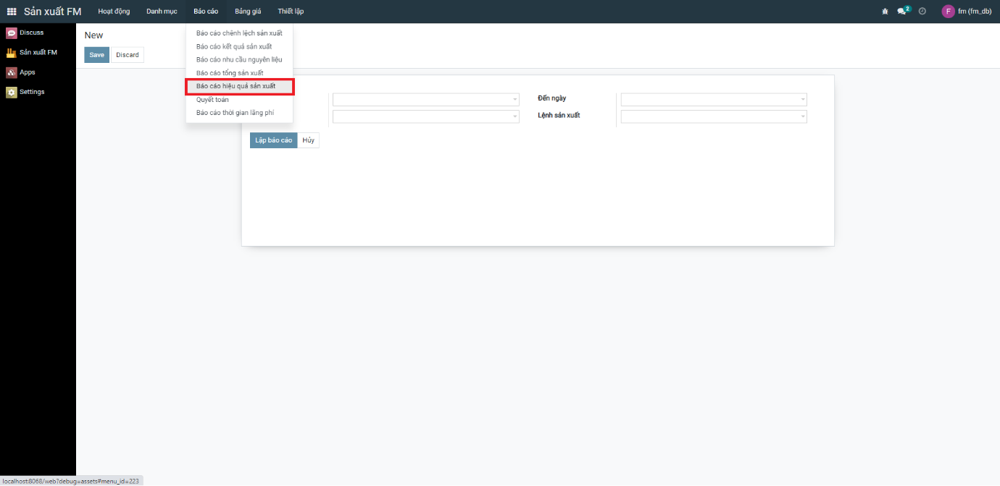 Sản xuất FM Hoạt động Danh mục Báo cáo Bảng giá Thiết lập 2 F fm (fm_db)
Discuss
Sản xuất FM
Apps
Settings
New
Save Discard
Báo cáo chênh lệch sản xuất
Báo cáo kết quả sản xuất
Báo cáo nhu cầu nguyên liệu
Báo cáo tổng sản xuất
Báo cáo hiệu quả sản xuất
Quyết toán
Báo cáo thời gian lãng phí
Đến ngày
Lệnh sản xuất
Lập báo cáo Hủy
localhost:8068/web?debug=assets#menu_id=223